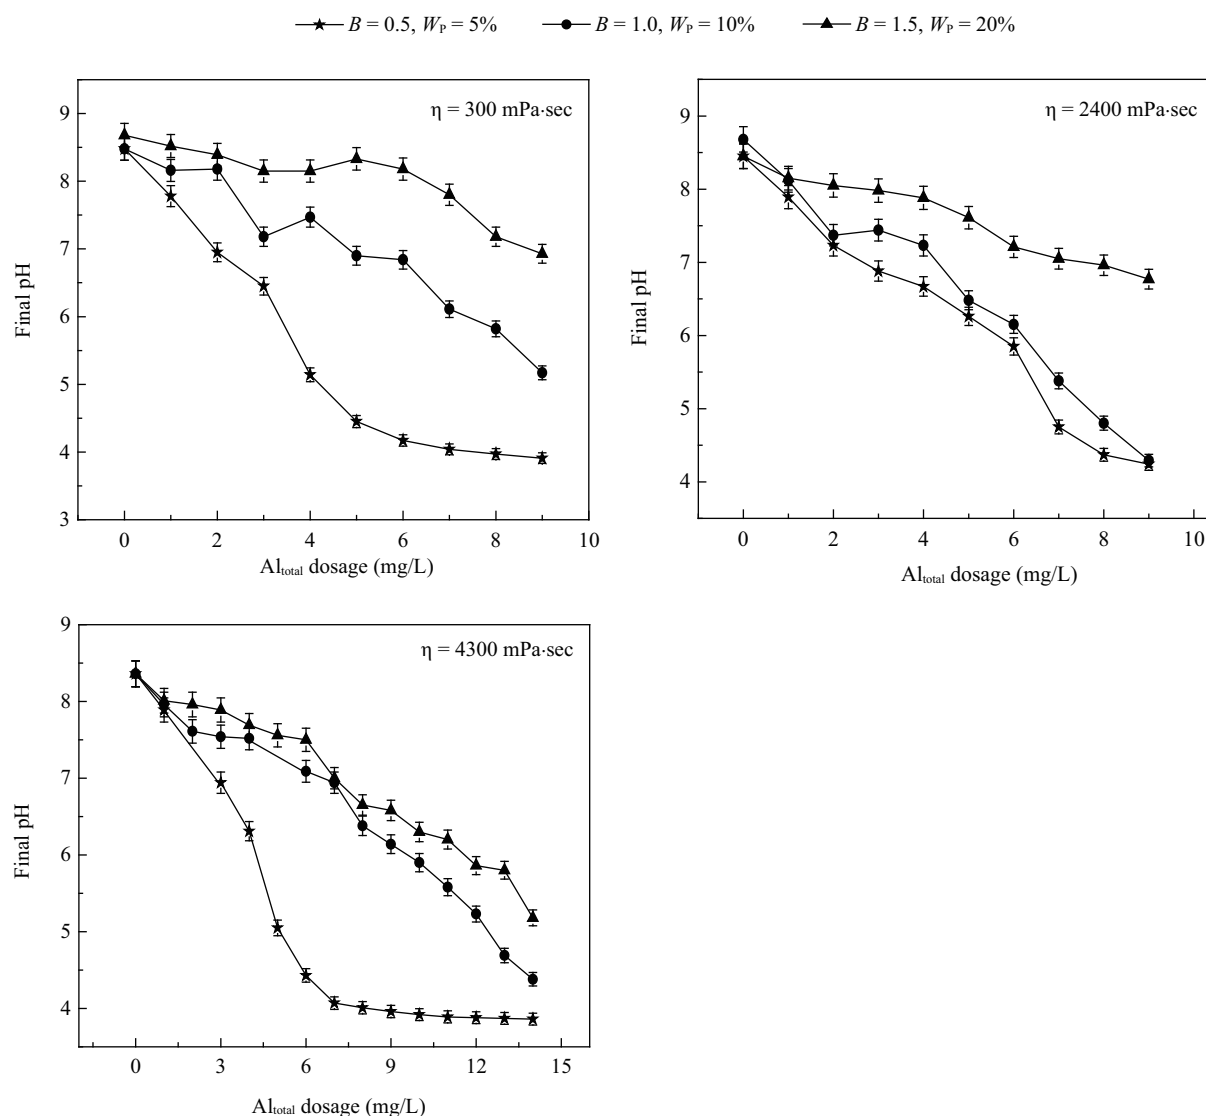 B = 0.5, WP = 5% B = 1.0, WP = 10% B = 1.5, WP = 20%
η = 300 mPa·sec
9
8
7
6
5
4
3
Final pH
0 2 4 6 8 10
Altotal dosage (mg/L)
η = 2400 mPa·sec
9
8
7
6
5
4
Final pH
0 2 4 6 8 10
Altotal dosage (mg/L)
η = 4300 mPa·sec
9
8
7
6
5
4
Final pH
0 3 6 9 12 15
Altotal dosage (mg/L)